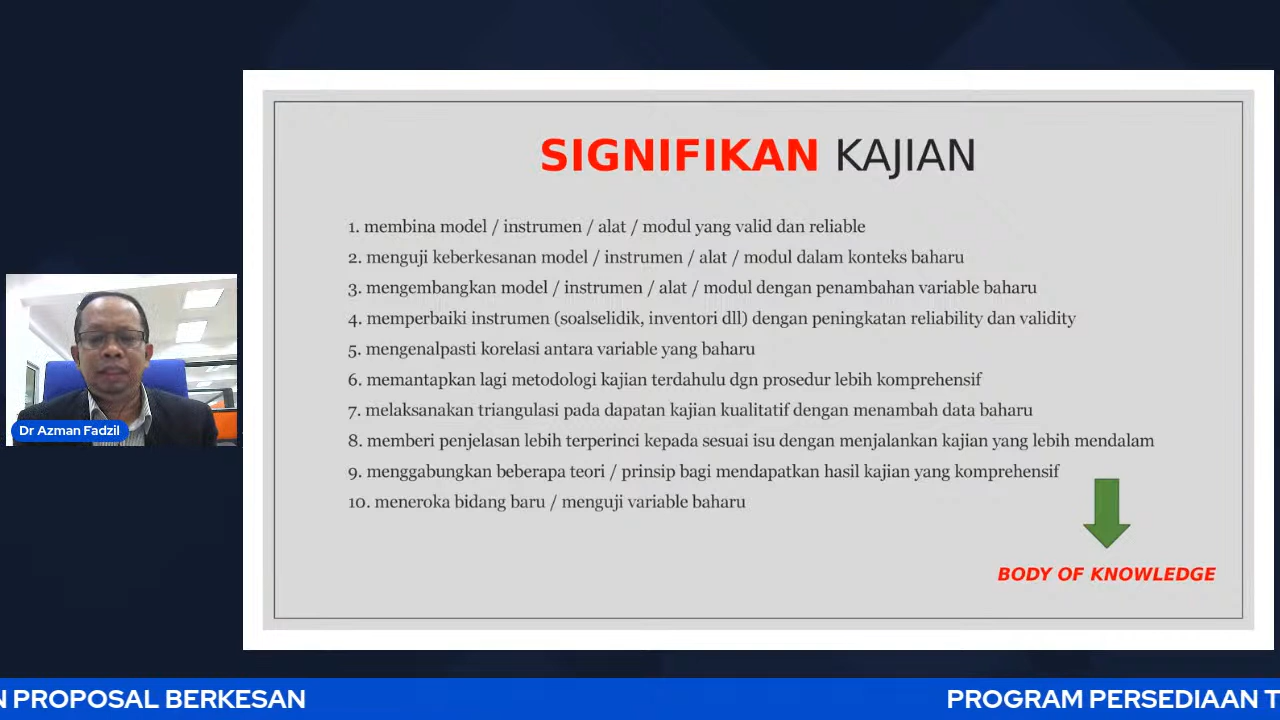 SIGNIFIKAN KAJIAN
1. membina model / instrumen / alat / modul yang valid dan reliable
2. menguji keberkesanan model / instrumen / alat / modul dalam konteks baharu
3. mengembangkan model / instrumen / alat / modul dengan penambahan variable baharu
4. memperbaiki instrumen (soalselidik, inventori dll) dengan peningkatan reliability dan validity
5. mengenalpasti korelasi antara variable yang baharu
6. memantapkan lagi metodologi kajian terdahulu dgn prosedur lebih komprehensif
7. melaksanakan triangulasi pada dapatan kajian kualitatif dengan menambah data baharu
8. memberi penjelasan lebih terperinci kepada sesuai isu dengan menjalankan kajian yang lebih mendalam
9. menggabungkan beberapa teori / prinsip bagi mendapatkan hasil kajian yang komprehensif
10. meneroka bidang baru / menguji variable baharu
BODY OF KNOWLEDGE
Dr Azman Fadzil
N PROPOSAL BERKESAN
PROGRAM PERSEDIAAN T